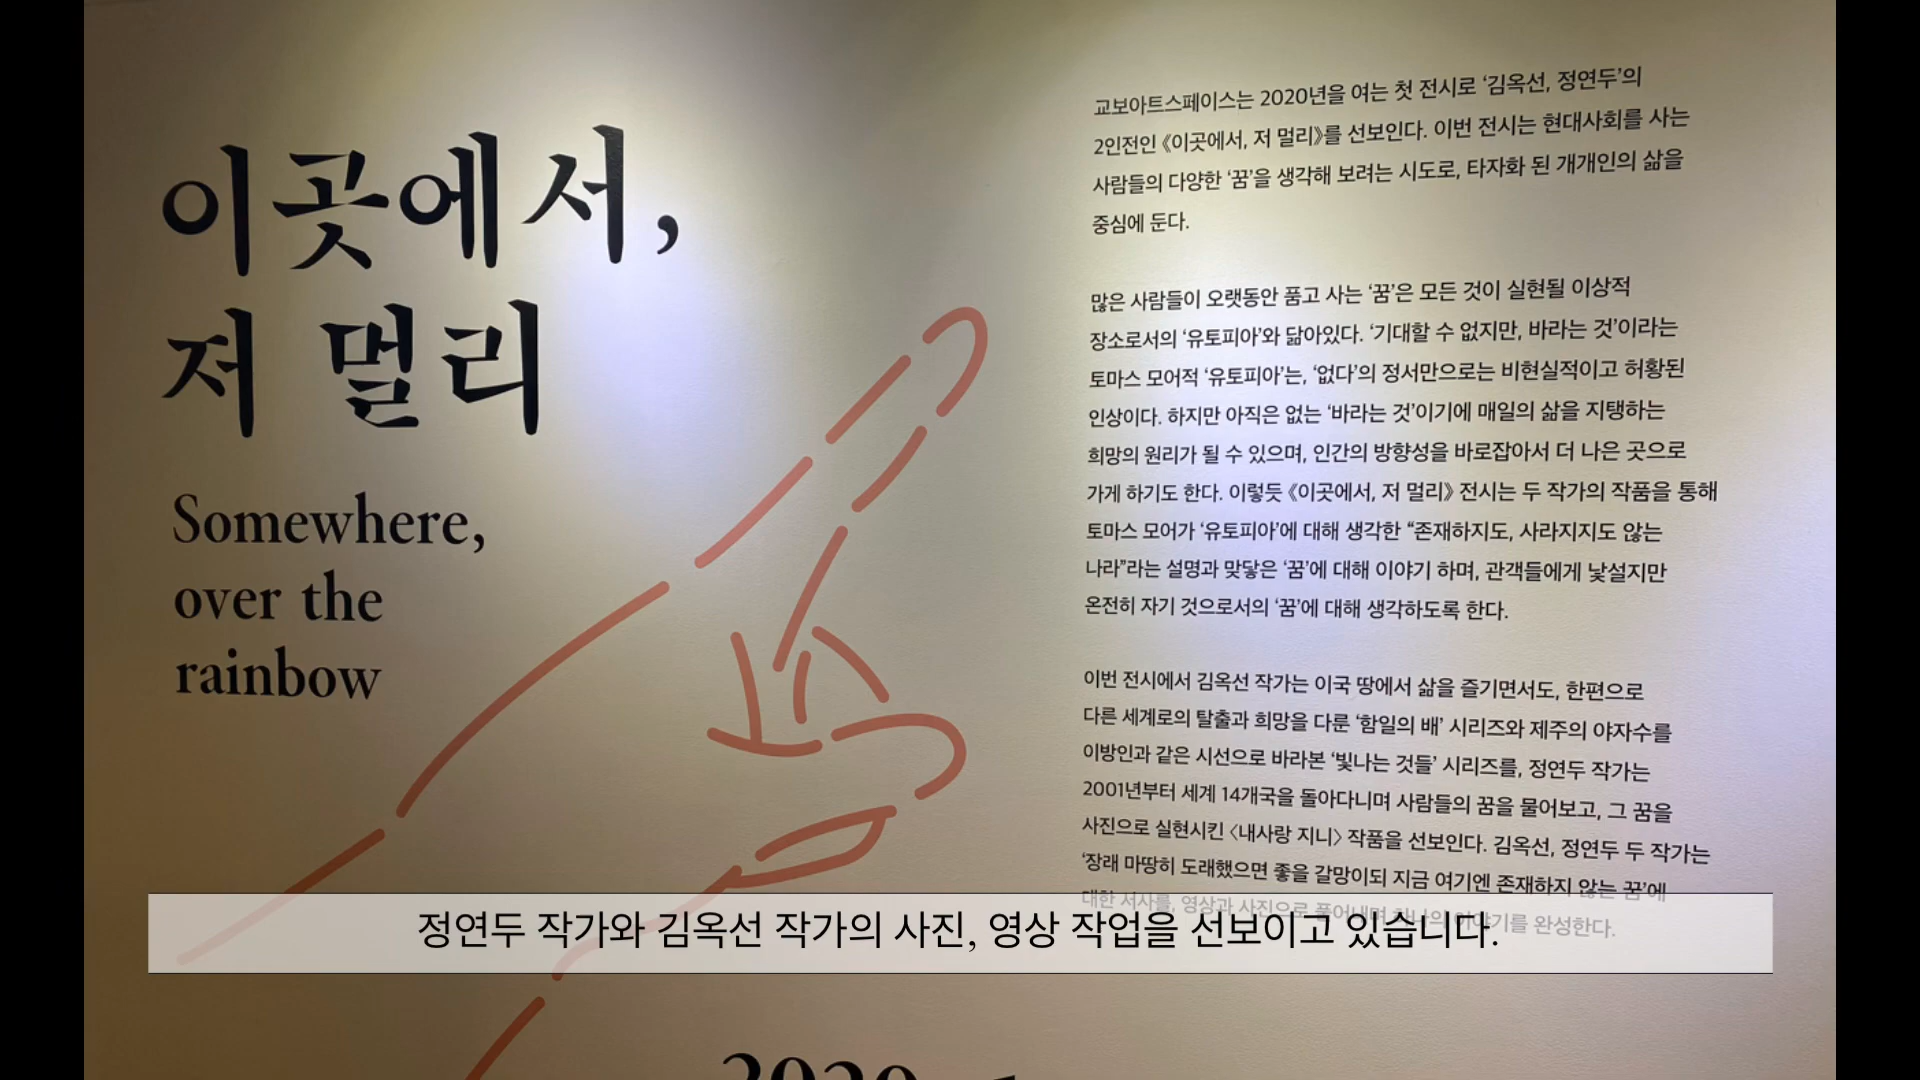 이곳에서,
저 멀리
Somewhere,
over the
rainbow
교보아트스페이스는 2020년을 여는 첫 전시로 ‘김옥선, 정연두’의
2인전인 《이곳에서, 저 멀리》를 선보인다. 이번 전시는 현대사회를 사는
사람들의 다양한 ‘꿈’을 생각해 보려는 시도로, 타자화 된 개개인의 삶을
중심에 둔다.
많은 사람들이 오랫동안 품고 사는 ‘꿈’은 모든 것이 실현될 이상적
장소로서의 ‘유토피아’와 닮아있다. ‘기대할 수 없지만, 바라는 것’이라는
토마스 모어적 ‘유토피아’는, ‘없다’의 정서만으로는 비현실적이고 허황된
인상이다. 하지만 아직은 없는 ‘바라는 것’이기에 매일의 삶을 지탱하는
희망의 원리가 될 수 있으며, 인간의 방향성을 바로잡아서 더 나은 곳으로
가게 하기도 한다. 이렇듯 《이곳에서, 저 멀리》 전시는 두 작가의 작품을 통해
토마스 모어가 ‘유토피아’에 대해 생각한 “존재하지도, 사라지지도 않는
나라”라는 설명과 맞닿은 ‘꿈’에 대해 이야기 하며, 관객들에게 낯설지만
온전히 자기 것으로서의 ‘꿈’에 대해 생각하도록 한다.
이번 전시에서 김옥선 작가는 이국 땅에서 삶을 즐기면서도, 한편으로
다른 세계로의 탈출과 희망을 다룬 ‘함일의 배’ 시리즈와 제주의 야자수를
이방인과 같은 시선으로 바라본 ‘빛나는 것들’ 시리즈를, 정연두 작가는
2001년부터 세계 14개국을 돌아다니며 사람들의 꿈을 물어보고, 그 꿈을
사진으로 실현시킨 〈내사랑 지니〉 작품을 선보인다. 김옥선, 정연두 두 작가는
‘장래 마땅히 도래했으면 좋을 갈망이되 지금 여기엔 존재하지 않는 꿈’에
대한 서사를, 영상과 사진으로 풀어내며 하나의 이야기를 완성한다.
정연두 작가와 김옥선 작가의 사진, 영상 작업을 선보이고 있습니다.
2020